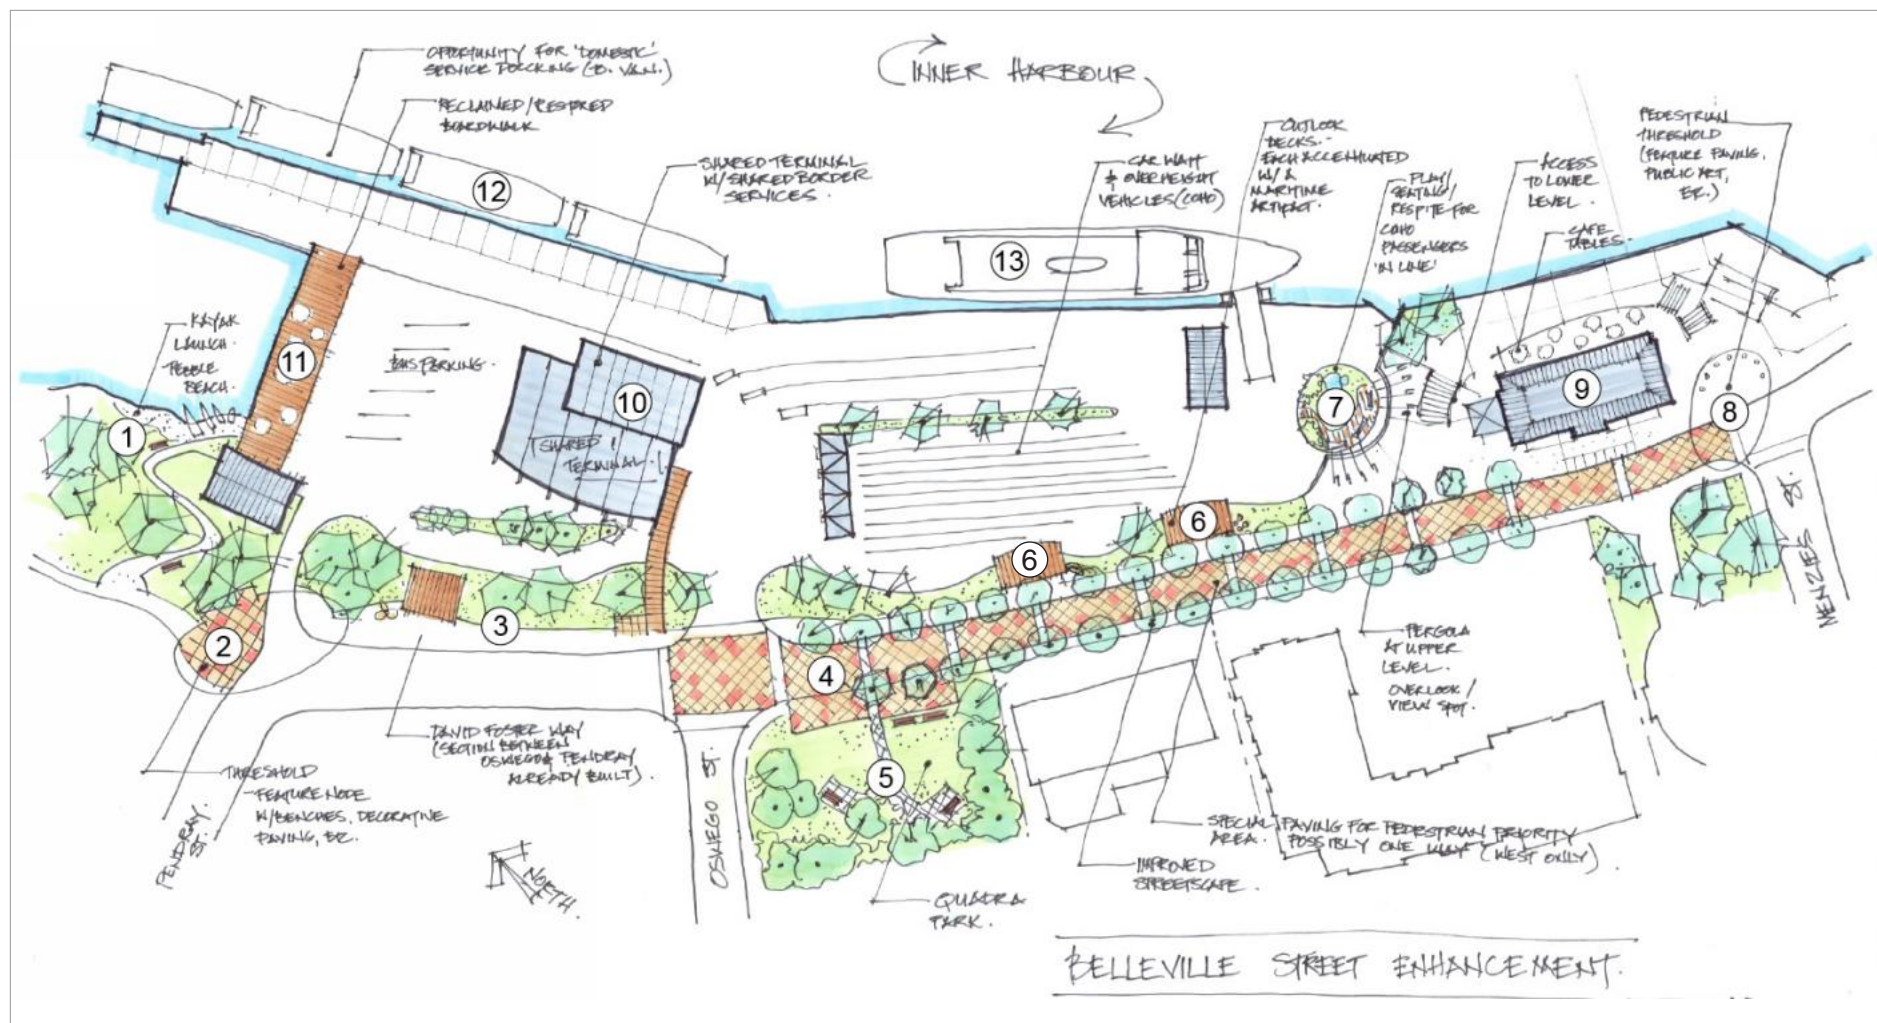 OPPORTUNITY FOR 'DOMESTIC'
SERVICE DOCKING (TO. VAN.)
RECLAIMED/RESTORED
BOARDWALK
INNER HARBOUR
SHARED TERMINAL
W/SHARED BORDER
SERVICES.
CAR WAIT
& OVERHEIGHT
VEHICLES (COHO)
OUTLOOK
DECKS.
EACH ACCENTUATED
W/ A
MARITIME
ARTIFACT.
PLAY/
SEATING/
RESPITE FOR
COHO
PASSENGERS
'IN LINE'
ACCESS
TO LOWER
LEVEL.
CAFE
TABLES.
PEDESTRIAN
THRESHOLD
(FEATURE PAVING,
PUBLIC ART,
ETC.)
12
13
KAYAK
LAUNCH.
PEBBLE
BEACH.
11
BUS PARKING.
10
SHARED
TERMINAL.
1
7
9
8
6
6
2
3
4
5
MENZIES ST.
PERGOLA
AT UPPER
LEVEL.
OVERLOOK/
VIEW SPOT.
DAVID FOSTER WAY
(SECTION BETWEEN
OSWEGO & PENDRAY
ALREADY BUILT).
THRESHOLD
FEATURE NODE
W/BENCHES, DECORATIVE
PAVING, ETC.
PENDRAY ST.
OSWEGO ST.
NORTH.
SPECIAL PAVING FOR PEDESTRIAN PRIORITY
AREA. POSSIBLY ONE WAY (WEST ONLY).
IMPROVED
STREETSCAPE.
QUADRA
PARK.
BELLEVILLE STREET ENHANCEMENT.